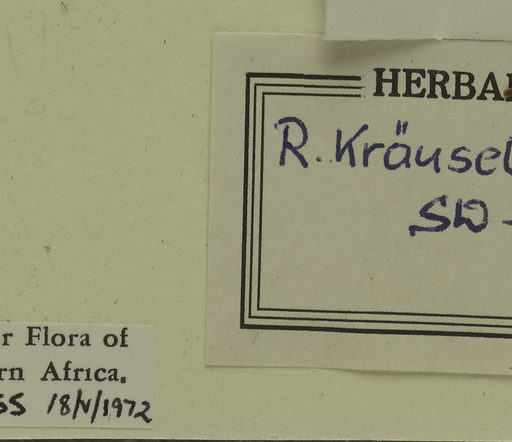 HERBA
R. Kräusel
SW -
r Flora of
rn Africa.
SS 18/V/1972